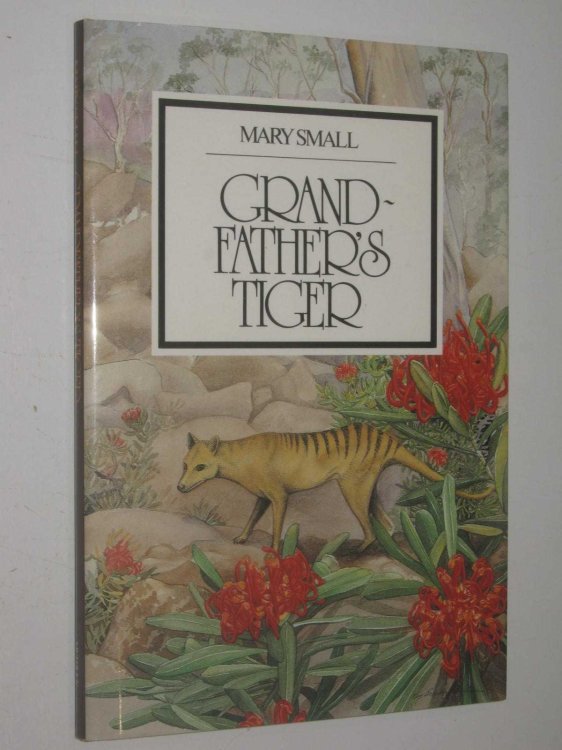 MARY SMALL
GRAND-
FATHER'S
TIGER